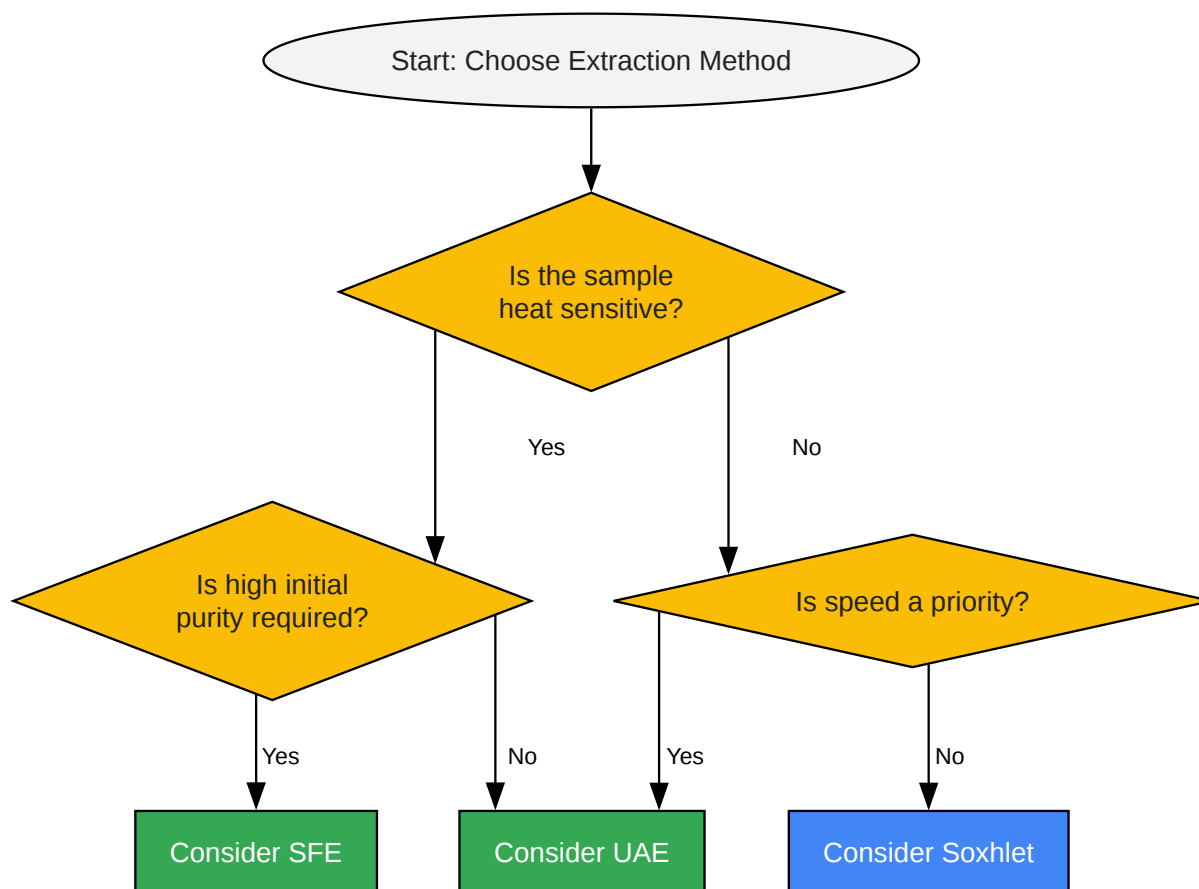 Start: Choose Extraction Method
Is the sample
heat sensitive?
Yes
No
Is high initial
purity required?
Is speed a priority?
Yes
No
Yes
No
Consider SFE
Consider UAE
Consider Soxhlet